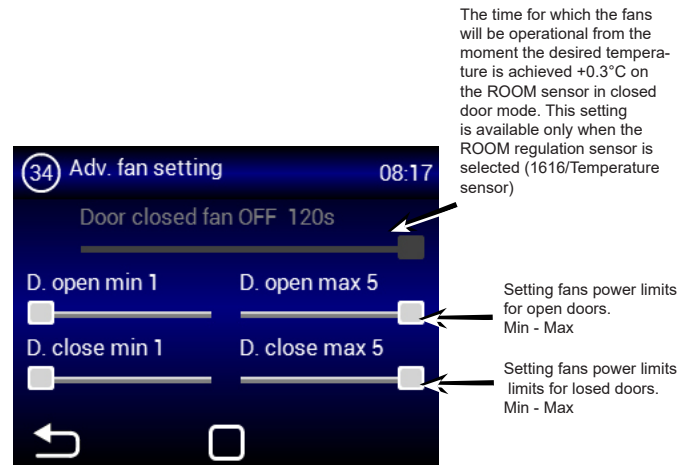 The time for which the fans
will be operational from the
moment the desired tempera-
ture is achieved +0.3°C on
the ROOM sensor in closed
door mode. This setting
is available only when the
ROOM regulation sensor is
selected (1616/Temperature
sensor)
34 Adv. fan setting 08:17
Door closed fan OFF 120s
D. open min 1 D. open max 5
D. close min 1 D. close max 5
Setting fans power limits
for open doors.
Min - Max
Setting fans power limits
limits for losed doors.
Min - Max